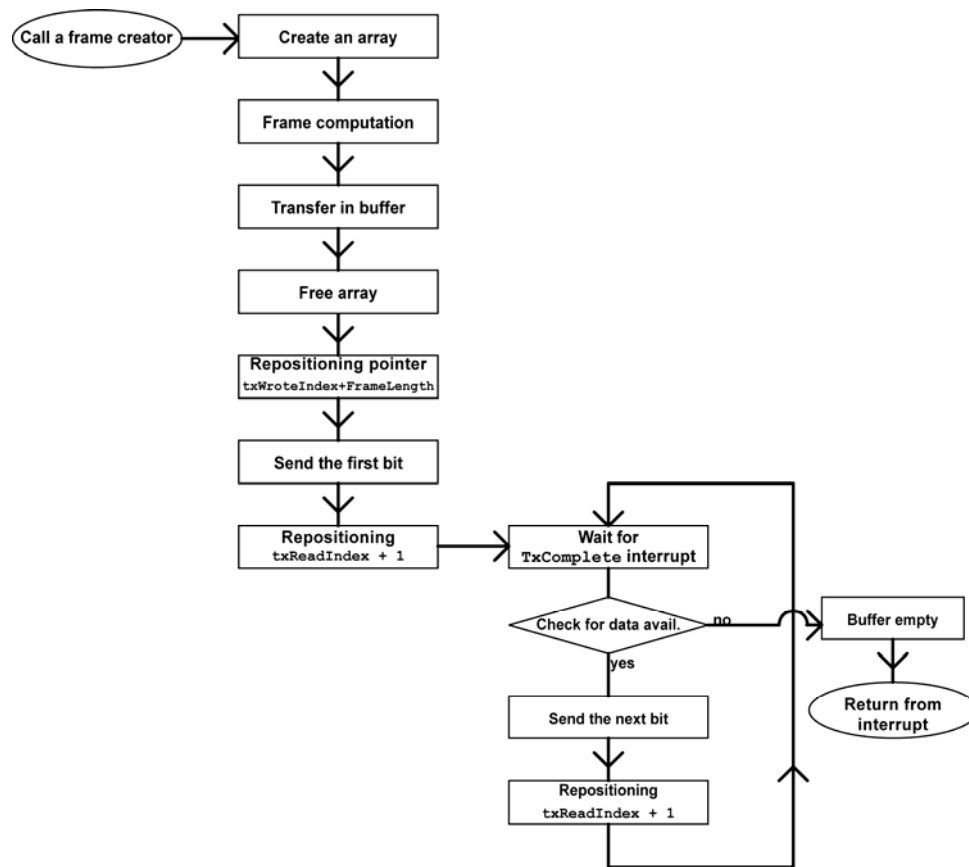 Call a frame creator
Create an array
Frame computation
Transfer in buffer
Free array
Repositioning pointer
txWroteIndex+FrameLength
Send the first bit
Repositioning
txReadIndex + 1
Wait for
TxComplete interrupt
Check for data avail.
no
Buffer empty
yes
Return from
interrupt
Send the next bit
Repositioning
txReadIndex + 1